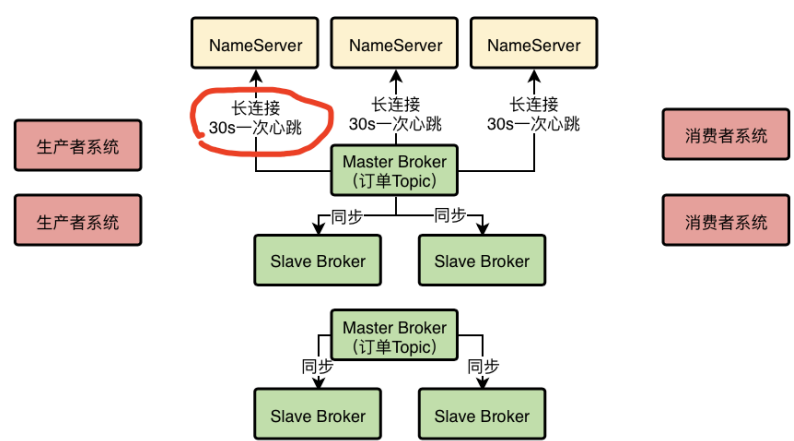 NameServer
NameServer
NameServer
长连接
30s一次心跳
长连接
30s一次心跳
长连接
30s一次心跳
生产者系统
消费者系统
Master Broker
（订单Topic）
生产者系统
消费者系统
同步
同步
Slave Broker
Slave Broker
Master Broker
（订单Topic）
同步
同步
Slave Broker
Slave Broker